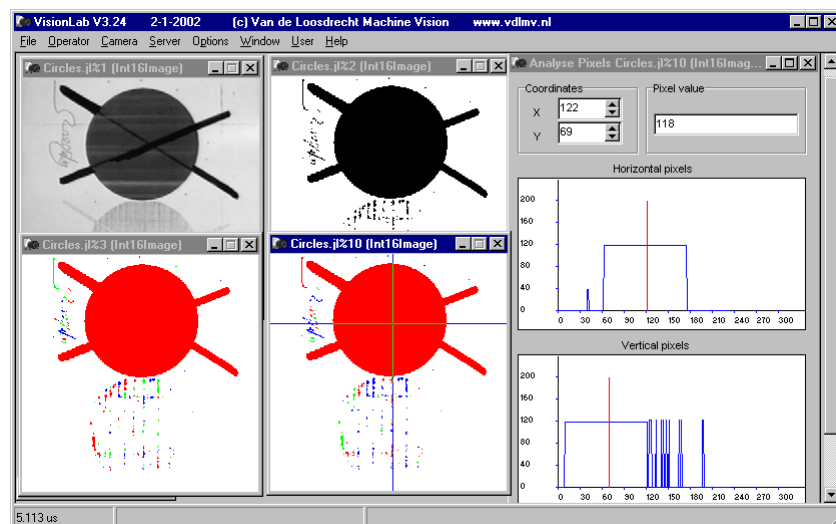 VisionLab V3.24 2-1-2002 (c) Van de Loosdrecht Machine Vision www.vdlmv.nl
File Operator Camera Server Options Window User Help
Circles.jl%1 (Int16Image)
Circles.jl%2 (Int16Image)
Analyse Pixels Circles.jl%10 (Int16Imag...
Coordinates
X 122
Y 69
Pixel value
118
Horizontal pixels
200
160
120
80
40
0
0 30 60 90 120 150 180 210 240 270 300
Circles.jl%3 (Int16Image)
Circles.jl%10 (Int16Image)
Vertical pixels
200
160
120
80
40
0
0 30 60 90 120 150 180 210 240 270 300
5.113 us